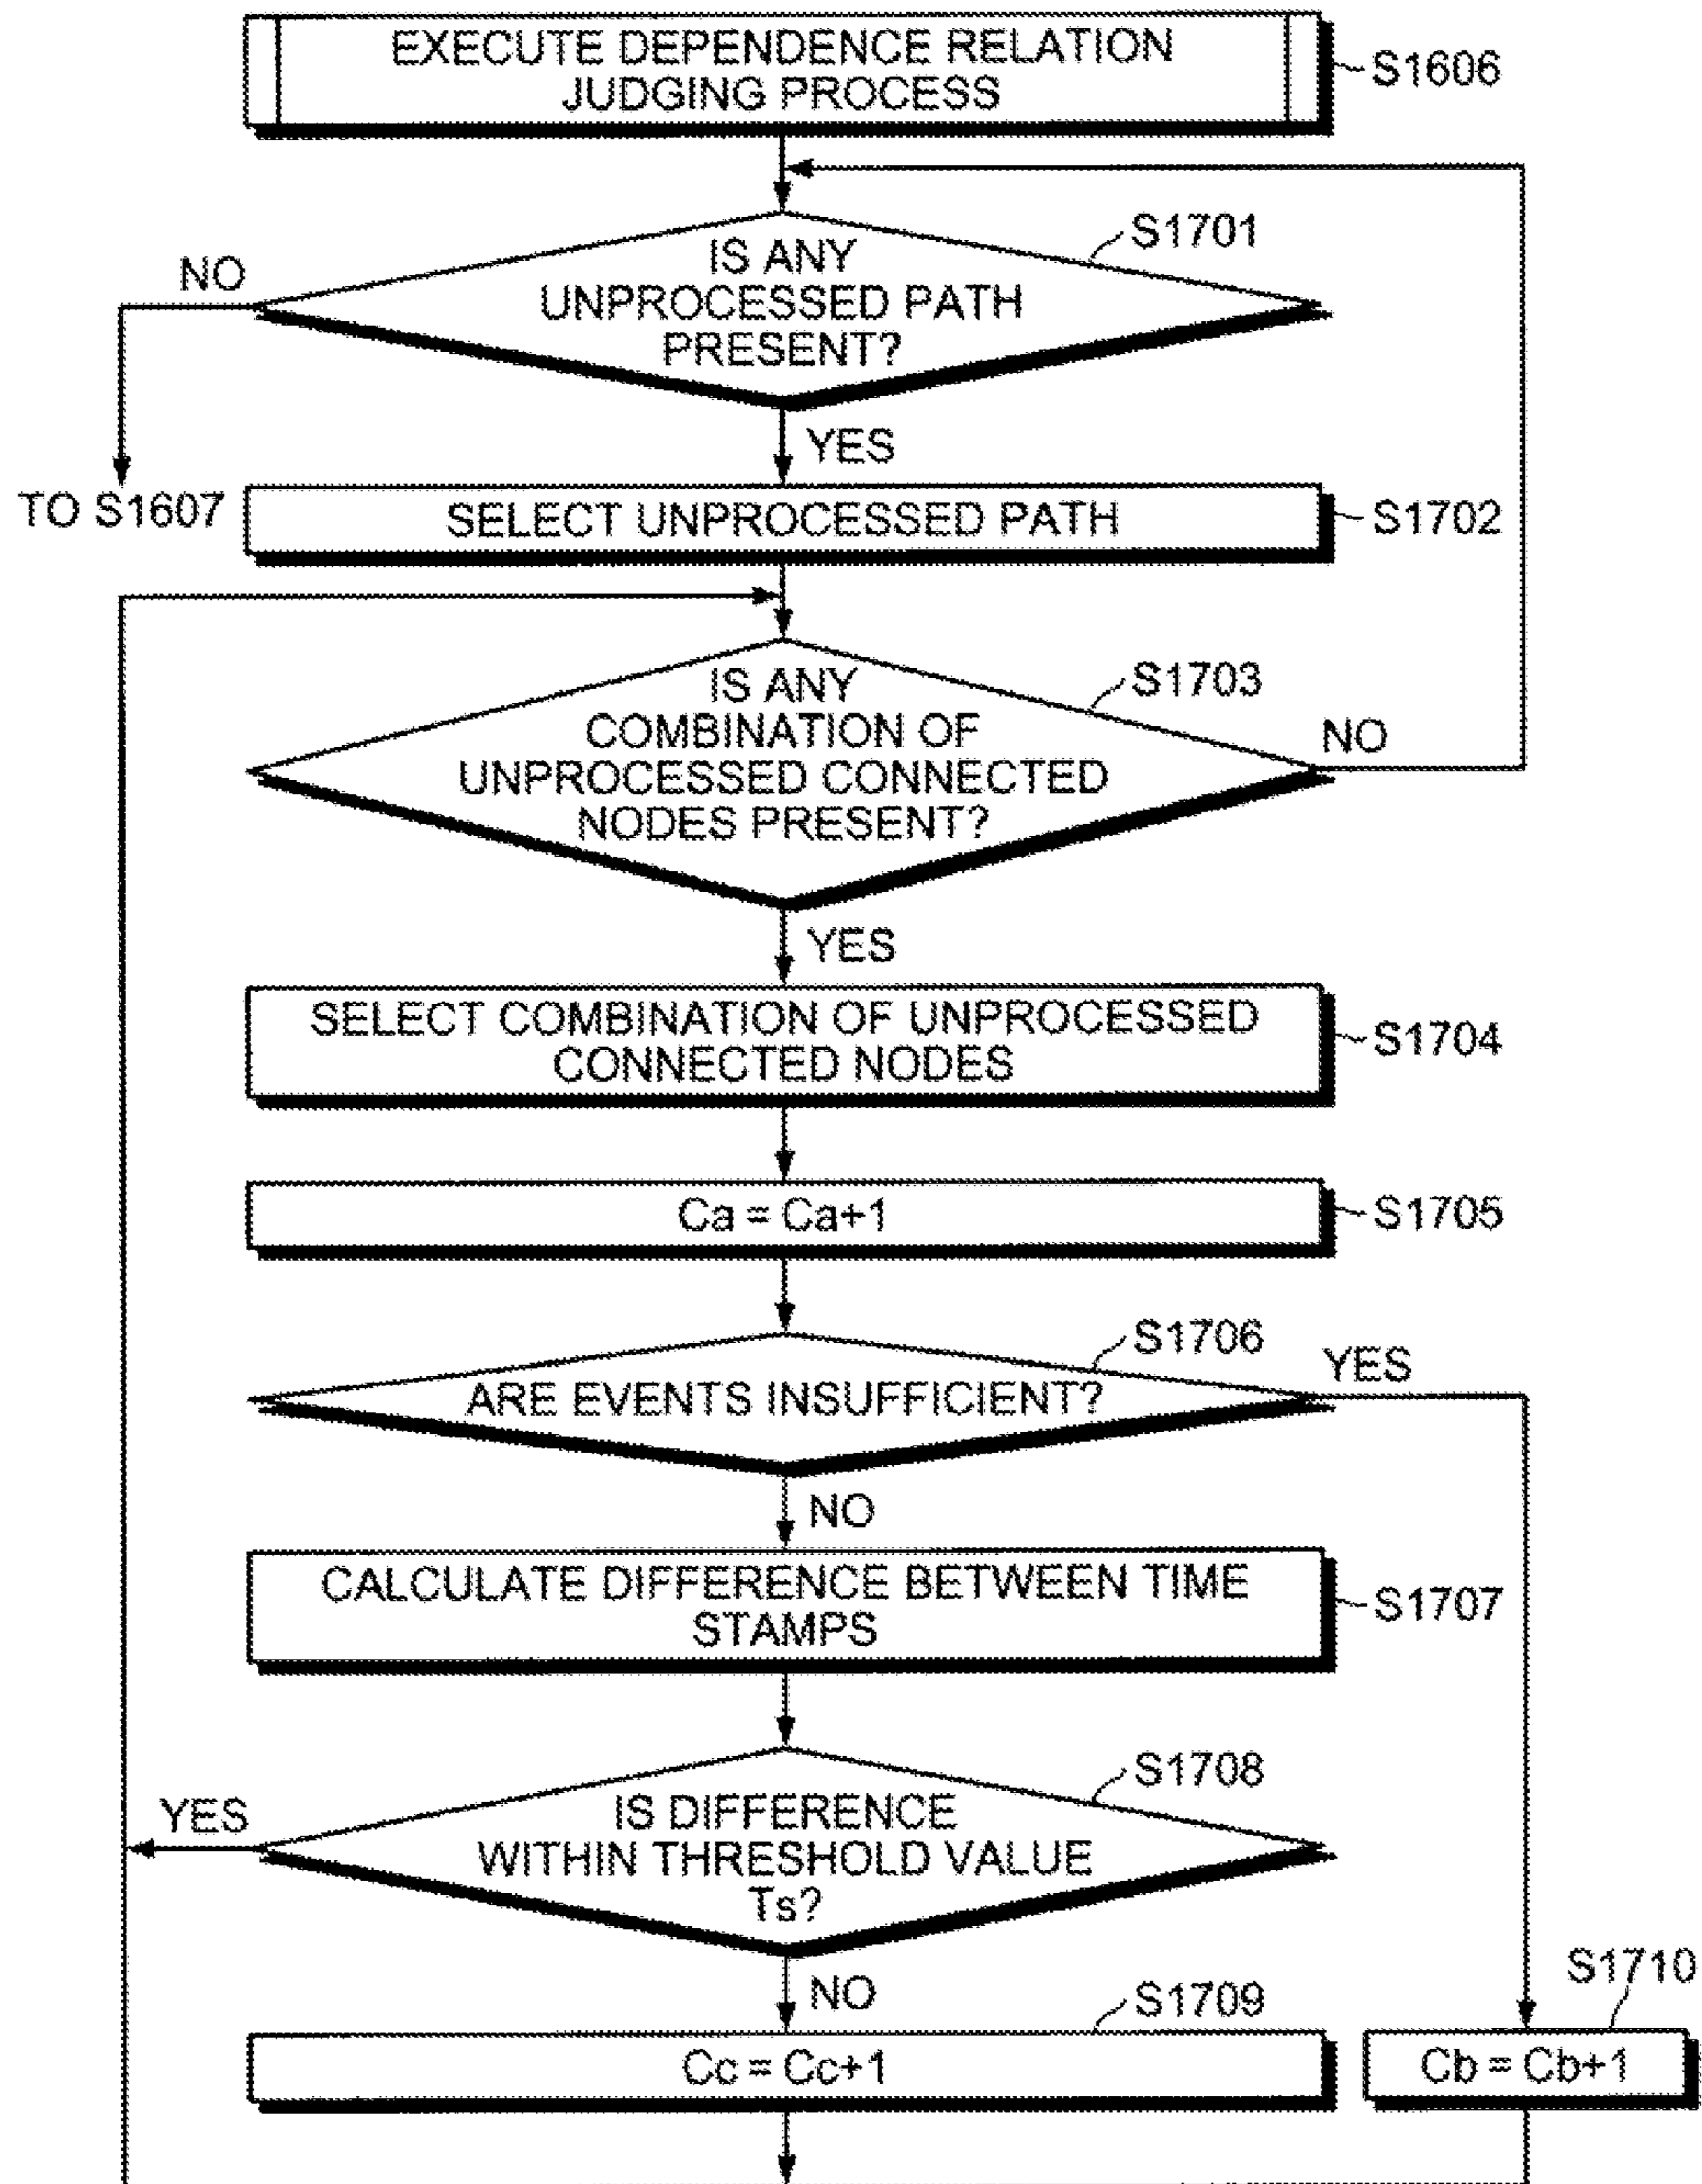 EXECUTE DEPENDENCE RELATION
JUDGING PROCESS
S1606
S1701
IS ANY
UNPROCESSED PATH
PRESENT?
NO
YES
TO S1607
SELECT UNPROCESSED PATH
S1702
S1703
IS ANY
COMBINATION OF
UNPROCESSED CONNECTED
NODES PRESENT?
NO
YES
SELECT COMBINATION OF UNPROCESSED
CONNECTED NODES
S1704
Ca = Ca+1
S1705
S1706
ARE EVENTS INSUFFICIENT?
YES
NO
CALCULATE DIFFERENCE BETWEEN TIME
STAMPS
S1707
S1708
IS DIFFERENCE
WITHIN THRESHOLD VALUE
Ts?
YES
NO
S1709
Cc = Cc+1
S1710
Cb = Cb+1